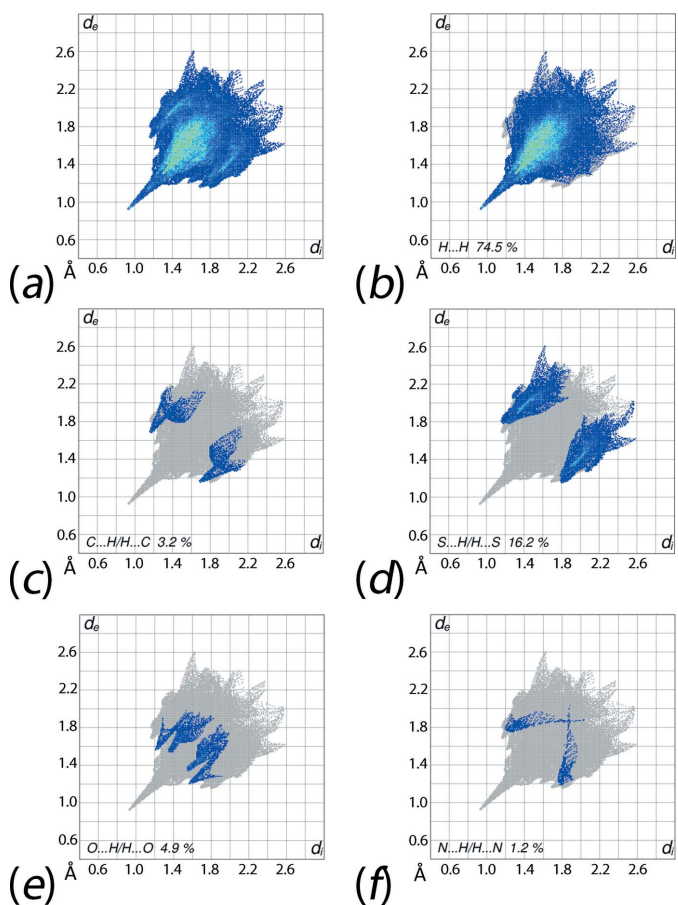 de de
2.6 2.6
2.2 2.2
1.8 1.8
1.4 1.4
1.0 1.0
0.6 di 0.6 H...H 74.5 % di
(a) Å 0.6 1.0 1.4 1.8 2.2 2.6 (b) 0.6 1.0 1.4 1.8 2.2 2.6
de de
2.6 2.6
2.2 2.2
1.8 1.8
1.4 1.4
1.0 1.0
0.6 C...H/H...C 3.2 % di 0.6 S...H/H...S 16.2 % di
(c) Å 0.6 1.0 1.4 1.8 2.2 2.6 (d) Å 0.6 1.0 1.4 1.8 2.2 2.6
de de
2.6 2.6
2.2 2.2
1.8 1.8
1.4 1.4
1.0 1.0
0.6 O...H/H...O 4.9 % di 0.6 N...H/H...N 1.2 % di
(e) Å 0.6 1.0 1.4 1.8 2.2 2.6 (f) Å 0.6 1.0 1.4 1.8 2.2 2.6